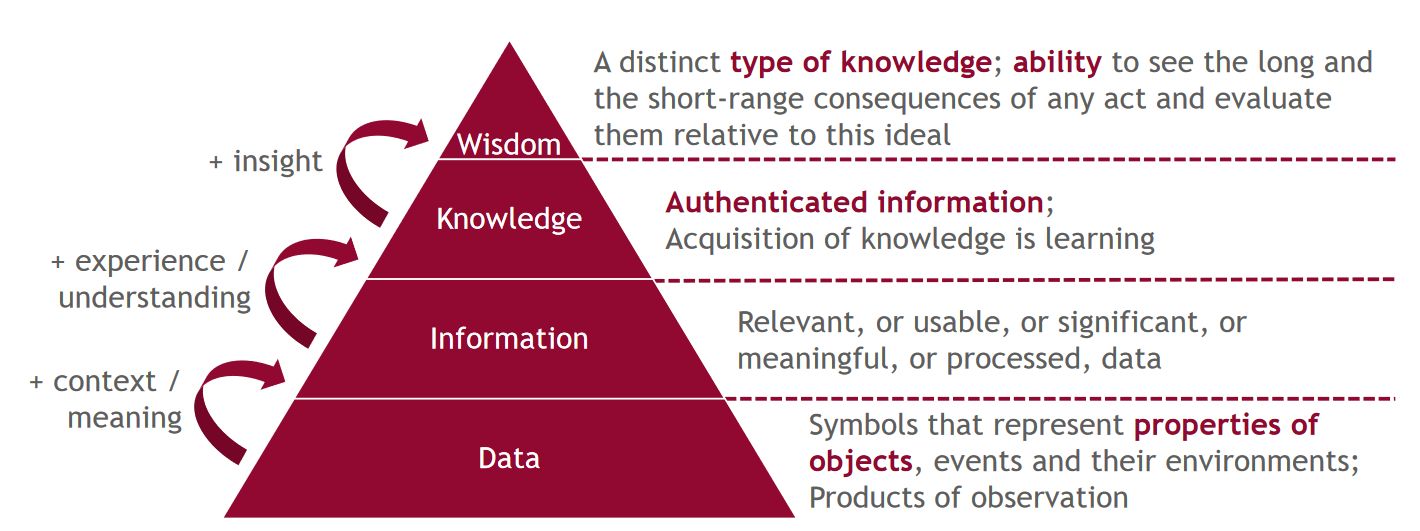 A distinct type of knowledge; ability to see the long and
the short-range consequences of any act and evaluate
them relative to this ideal
Wisdom
+ insight
Authenticated information;
Acquisition of knowledge is learning
Knowledge
+ experience /
understanding
Relevant, or usable, or significant, or
meaningful, or processed, data
Information
+ context /
meaning
Symbols that represent properties of
objects, events and their environments;
Products of observation
Data